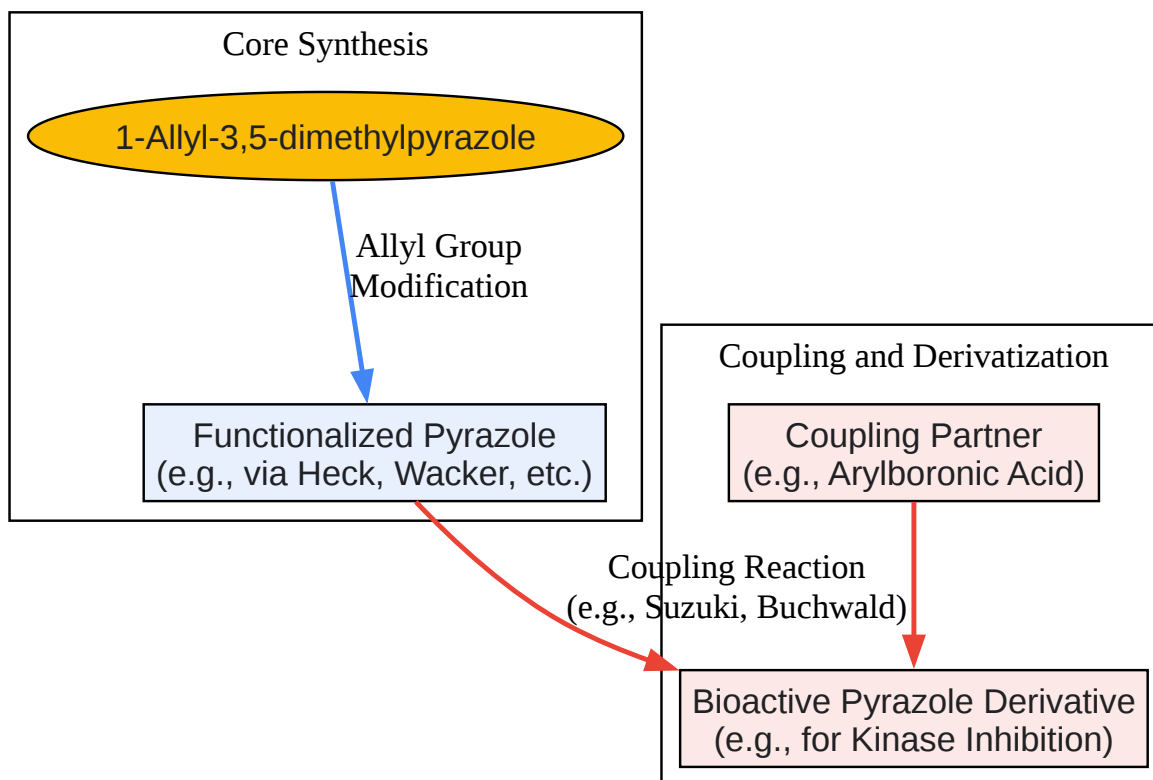 Core Synthesis
1-Allyl-3,5-dimethylpyrazole
Allyl Group
Modification
Functionalized Pyrazole
(e.g., via Heck, Wacker, etc.)
Coupling and Derivatization
Coupling Partner
(e.g., Arylboronic Acid)
Coupling Reaction
(e.g., Suzuki, Buchwald)
Bioactive Pyrazole Derivative
(e.g., for Kinase Inhibition)